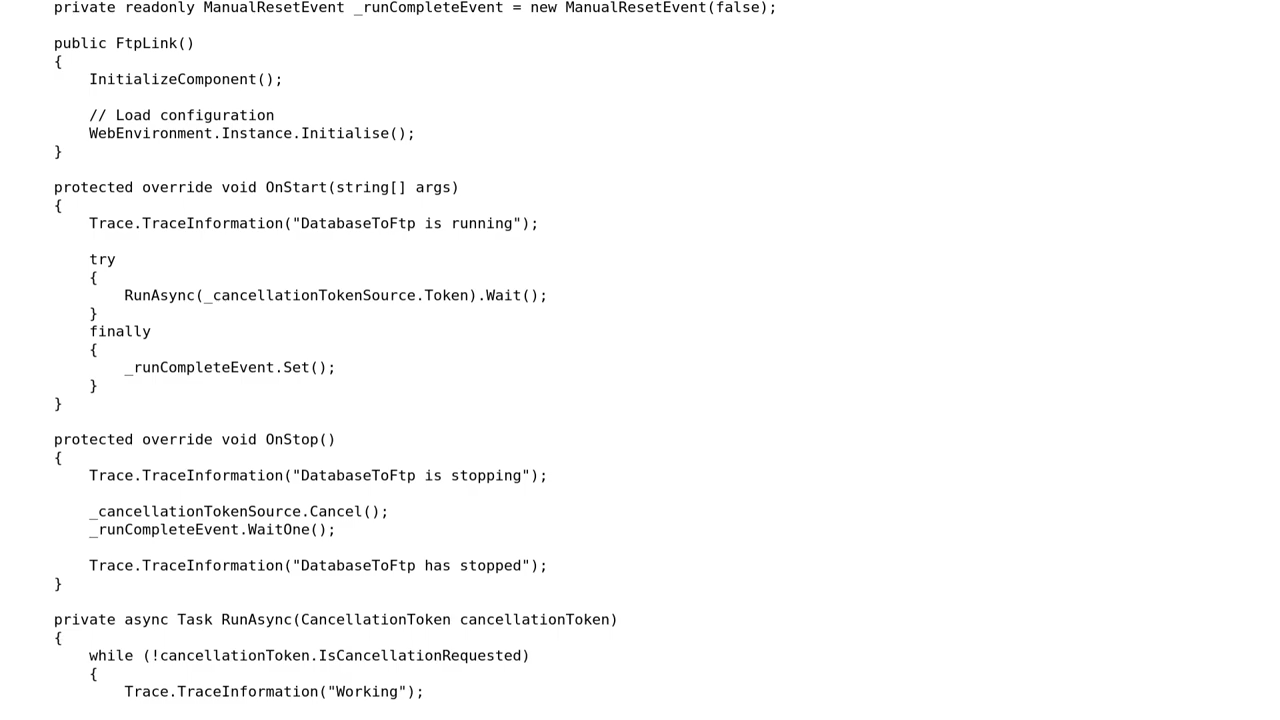 private readonly ManualResetEvent _runCompleteEvent = new ManualResetEvent(false);
public FtpLink()
{
InitializeComponent();
// Load configuration
WebEnvironment.Instance.Initialise();
}
protected override void OnStart(string[] args)
{
Trace.TraceInformation("DatabaseToFtp is running");
try
{
RunAsync(_cancellationTokenSource.Token).Wait();
}
finally
{
_runCompleteEvent.Set();
}
}
protected override void OnStop()
{
Trace.TraceInformation("DatabaseToFtp is stopping");
_cancellationTokenSource.Cancel();
_runCompleteEvent.WaitOne();
Trace.TraceInformation("DatabaseToFtp has stopped");
}
private async Task RunAsync(CancellationToken cancellationToken)
{
while (!cancellationToken.IsCancellationRequested)
{
Trace.TraceInformation("Working");